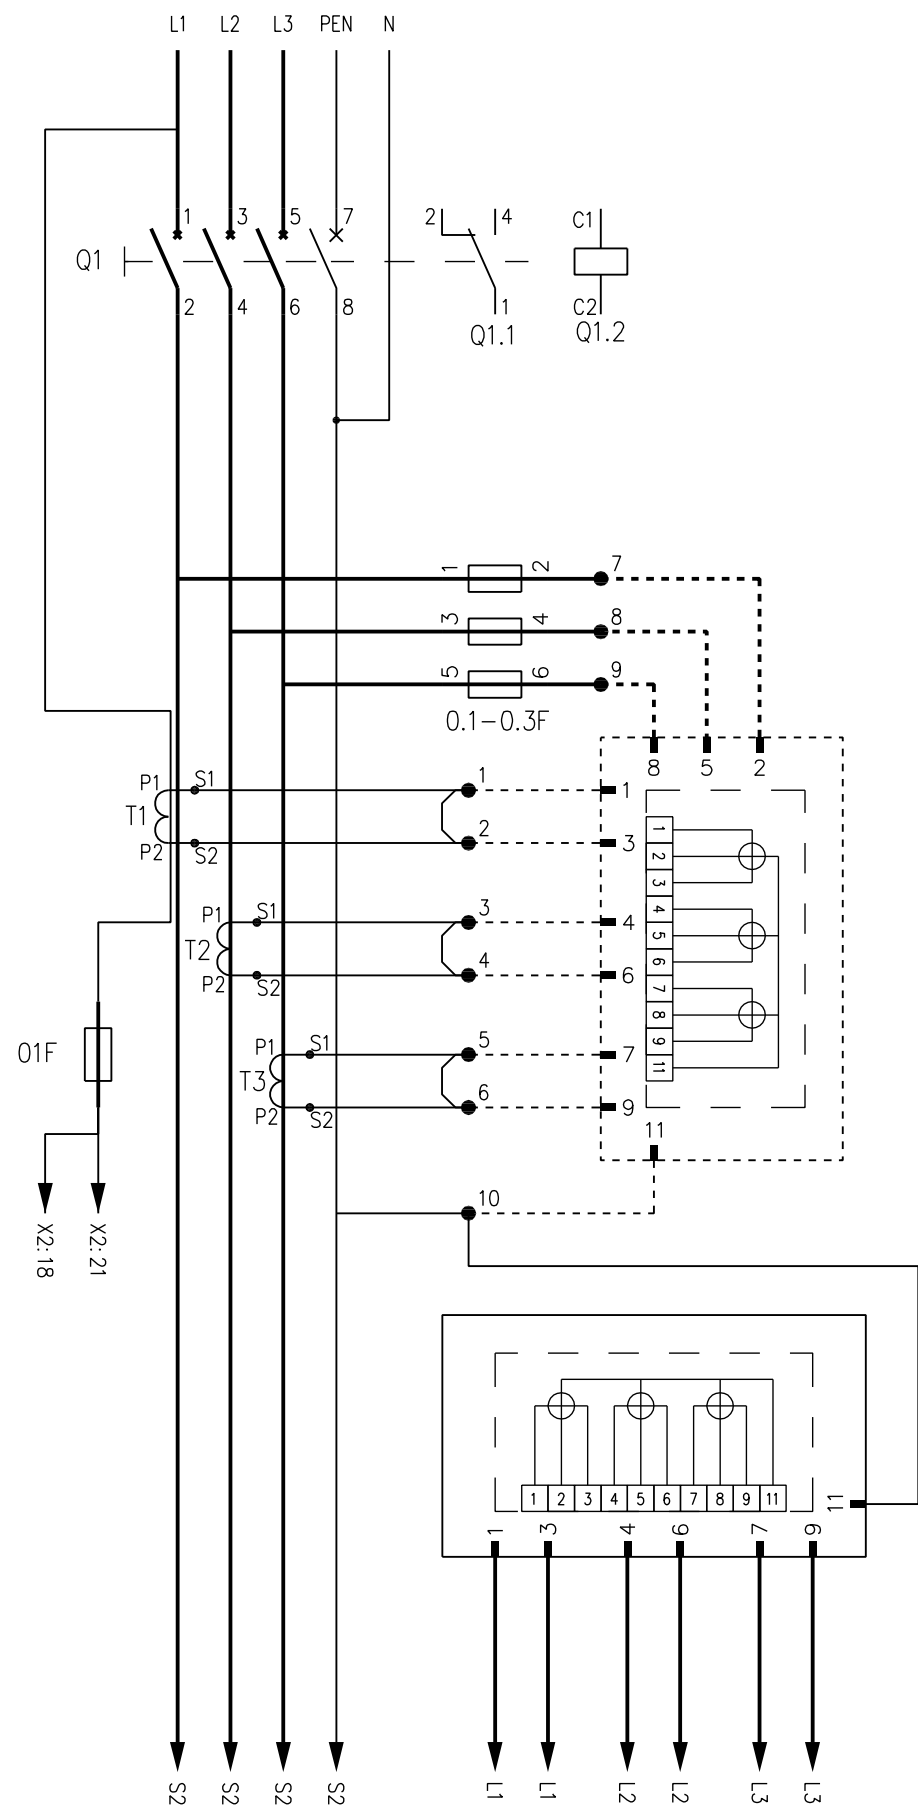 L1 L2 L3 PEN N
1 3 5 7 2 4 C1
Q1
2 4 6 8 1 C2
Q1.1 Q1.2
1 2 7
3 4 8
5 6 9
0.1-0.3F
8 5 2
P1 S1 1 1
T1
P2 S2 2 3
P1 S1 3 4
T2
P2 S2 4 6
P1 S1 5 7
T3
P2 S2 6 9
1
2
3
4
5
6
7
8
9
11
01F
11
10
X2:18 X2:21
1 2 3 4 5 6 7 8 9 11
11
1 3 4 6 7 9
S2 S2 S2 S2 L1 L1 L2 L2 L3 L3